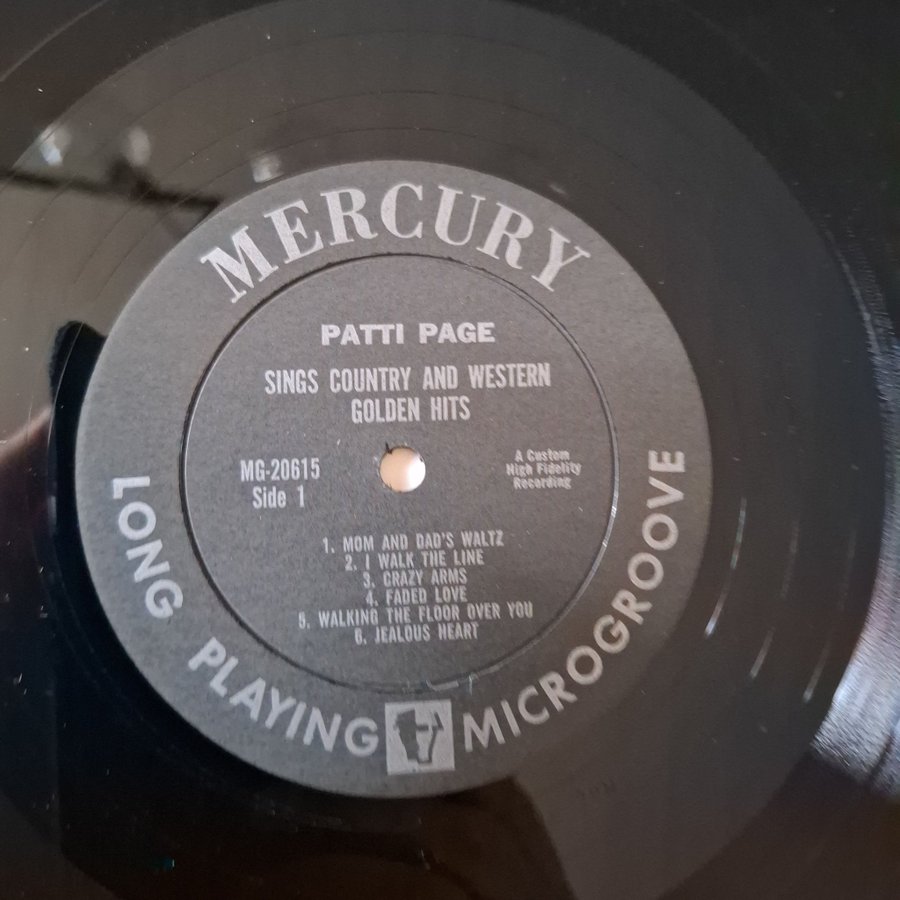 MERCURY
PATTI PAGE
SINGS COUNTRY AND WESTERN
GOLDEN HITS
MG-20615
Side 1
A Custom
High Fidelity
Recording
1. MOM AND DAD'S WALTZ
2. I WALK THE LINE
3. CRAZY ARMS
4. FADED LOVE
5. WALKING THE FLOOR OVER YOU
6. JEALOUS HEART
LONG PLAYING MICROGROOVE